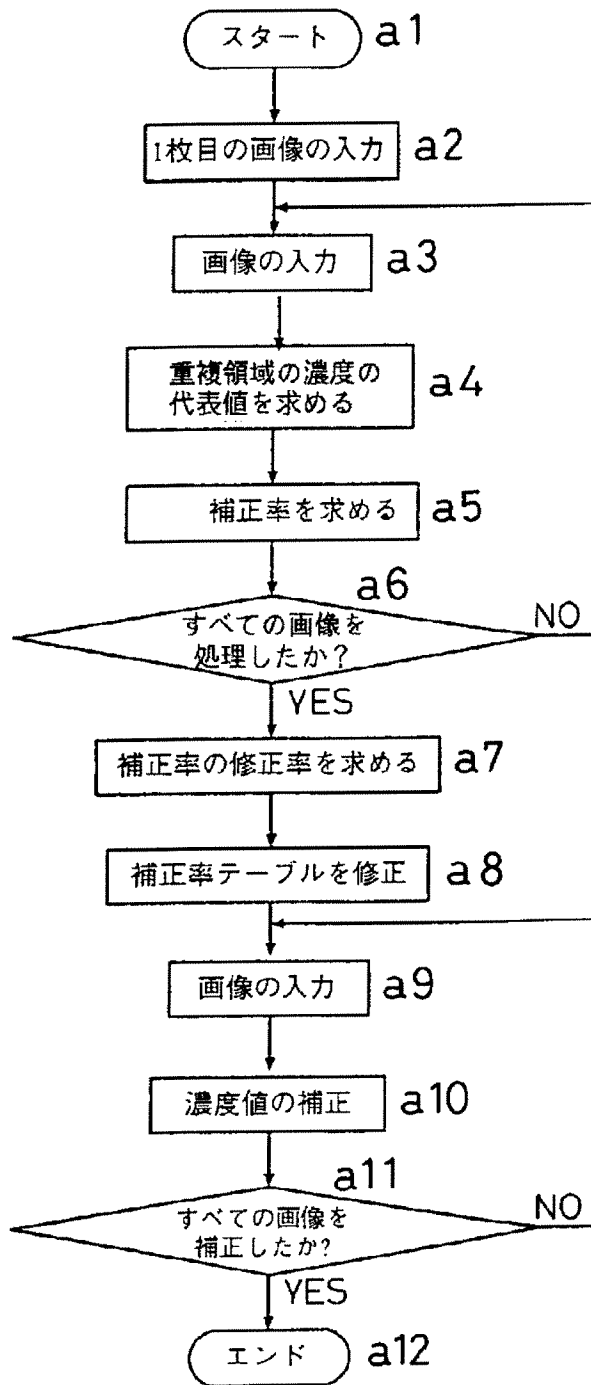 スタート a1
1枚目の画像の入力 a2
画像の入力 a3
重複領域の濃度の
代表値を求める a4
補正率を求める a5
a6
すべての画像を
処理したか？
NO
YES
補正率の修正率を求める a7
補正率テーブルを修正 a8
画像の入力 a9
濃度値の補正 a10
a11
すべての画像を
補正したか?
NO
YES
エンド a12